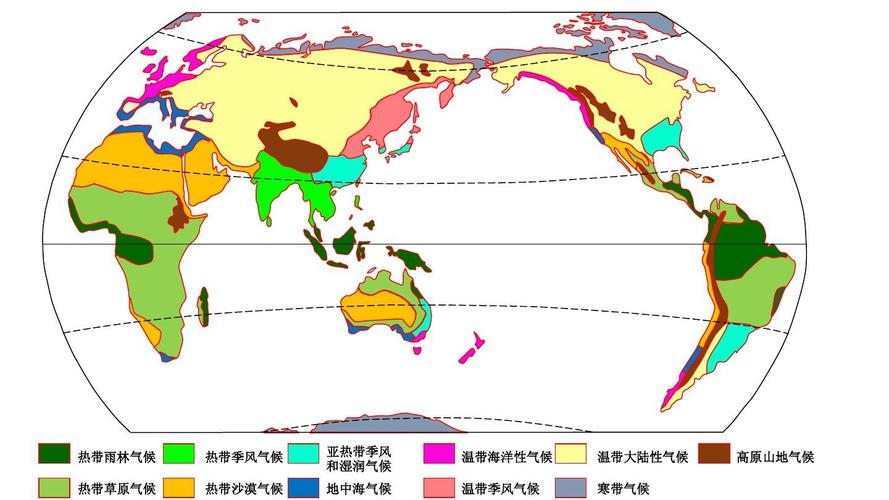 热带雨林气候
热带季风气候
亚热带季风
和湿润气候
温带海洋性气候
温带大陆性气候
高原山地气候
热带草原气候
热带沙漠气候
地中海气候
温带季风气候
寒带气候